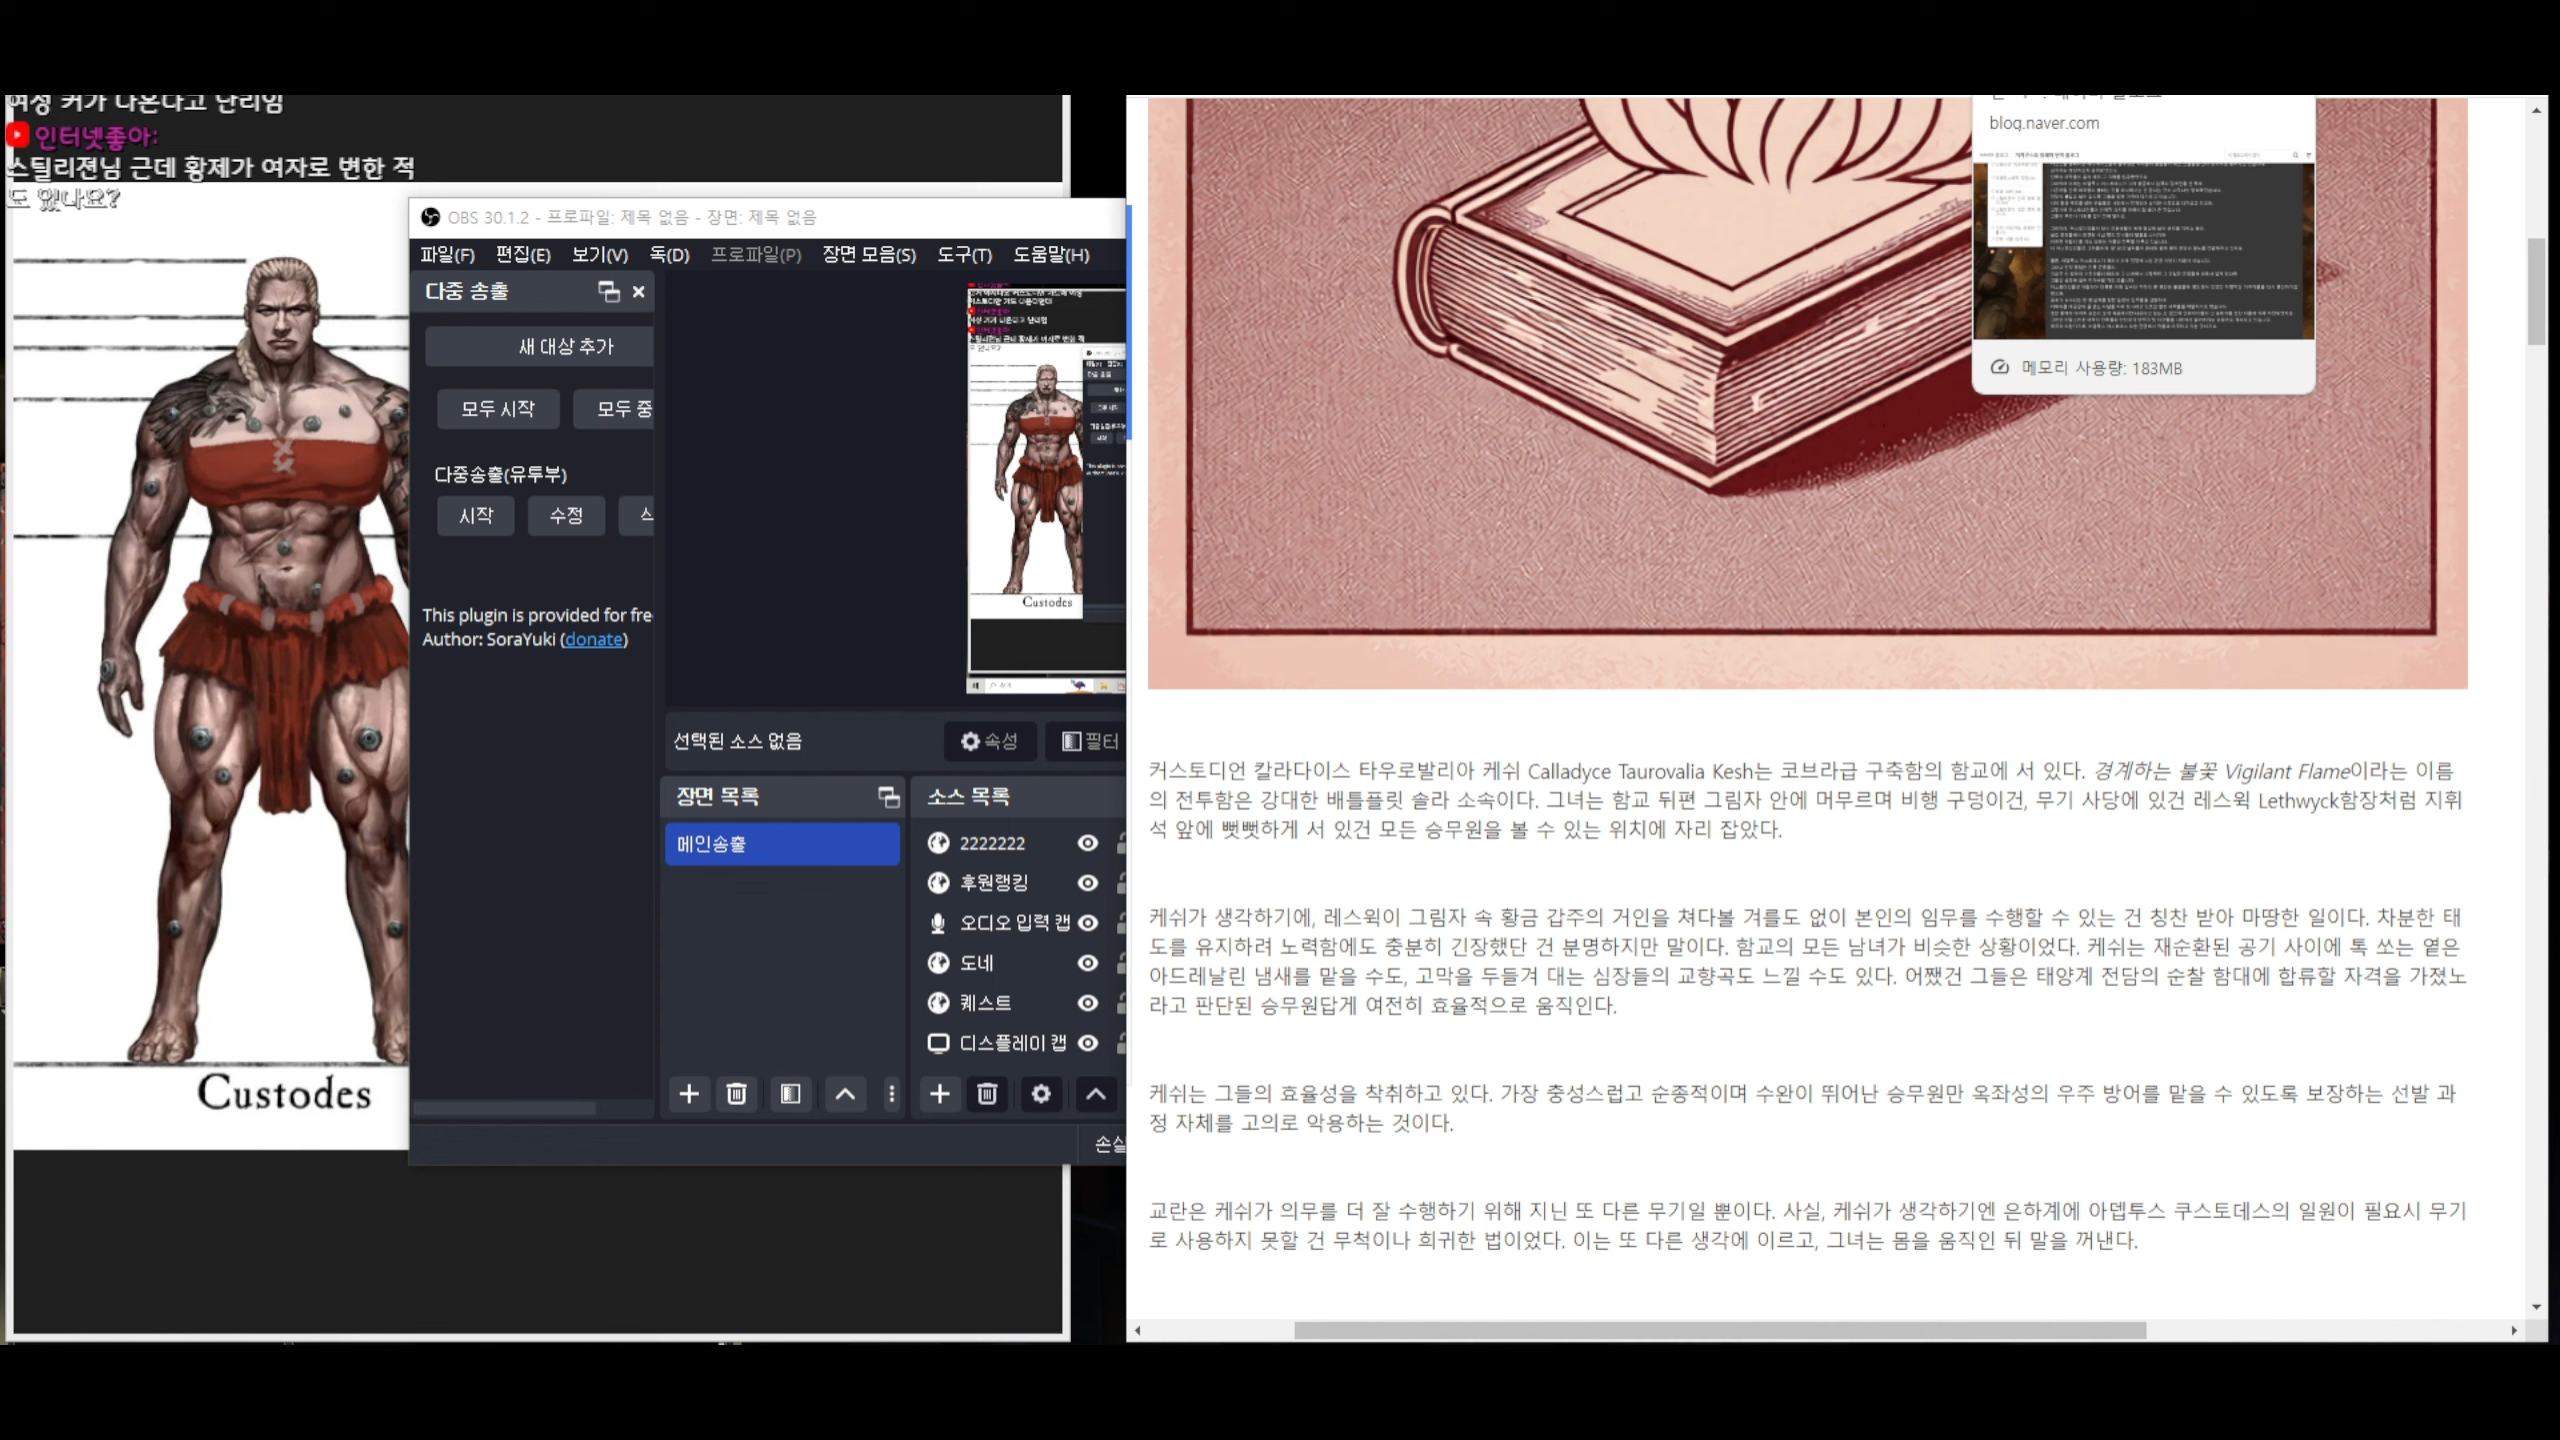 여성 커가 나온다고 난리임
인터넷좋아:
스틸리젼님 근데 황제가 여자로 변한 적
도 있나요?
Custodes
OBS 30.1.2 - 프로파일: 제목 없음 - 장면: 제목 없음
파일(F) 편집(E) 보기(V) 독(D) 프로파일(P) 장면 모음(S) 도구(T) 도움말(H)
다중 송출
새 대상 추가
모두 시작 모두 중
다중송출(유투부)
시작 수정
This plugin is provided for fre
Author: SoraYuki (donate)
Custodes
선택된 소스 없음 속성 필터
장면 목록
메인송출
소스 목록
2222222
후원랭킹
오디오 입력 캡
도네
퀘스트
디스플레이 캡
손실
blog.naver.com
메모리 사용량: 183MB
커스토디언 칼라다이스 타우로발리아 케쉬 Calladyce Taurovalia Kesh는 코브라급 구축함의 함교에 서 있다. 경계하는 불꽃 Vigilant Flame이라는 이름
의 전투함은 강대한 배틀플릿 솔라 소속이다. 그녀는 함교 뒤편 그림자 안에 머무르며 비행 구덩이건, 무기 사당에 있건 레스윅 Lethwyck함장처럼 지휘
석 앞에 뻣뻣하게 서 있건 모든 승무원을 볼 수 있는 위치에 자리 잡았다.
케쉬가 생각하기에, 레스윅이 그림자 속 황금 갑주의 거인을 쳐다볼 겨를도 없이 본인의 임무를 수행할 수 있는 건 칭찬 받아 마땅한 일이다. 차분한 태
도를 유지하려 노력함에도 충분히 긴장했단 건 분명하지만 말이다. 함교의 모든 남녀가 비슷한 상황이었다. 케쉬는 재순환된 공기 사이에 톡 쏘는 옅은
아드레날린 냄새를 맡을 수도, 고막을 두들겨 대는 심장들의 교향곡도 느낄 수도 있다. 어쨌건 그들은 태양계 전담의 순찰 함대에 합류할 자격을 가졌노
라고 판단된 승무원답게 여전히 효율적으로 움직인다.
케쉬는 그들의 효율성을 착취하고 있다. 가장 충성스럽고 순종적이며 수완이 뛰어난 승무원만 옥좌성의 우주 방어를 맡을 수 있도록 보장하는 선발 과
정 자체를 고의로 악용하는 것이다.
교란은 케쉬가 의무를 더 잘 수행하기 위해 지닌 또 다른 무기일 뿐이다. 사실, 케쉬가 생각하기엔 은하계에 아뎁투스 쿠스토데스의 일원이 필요시 무기
로 사용하지 못할 건 무척이나 희귀한 법이었다. 이는 또 다른 생각에 이르고, 그녀는 몸을 움직인 뒤 말을 꺼낸다.